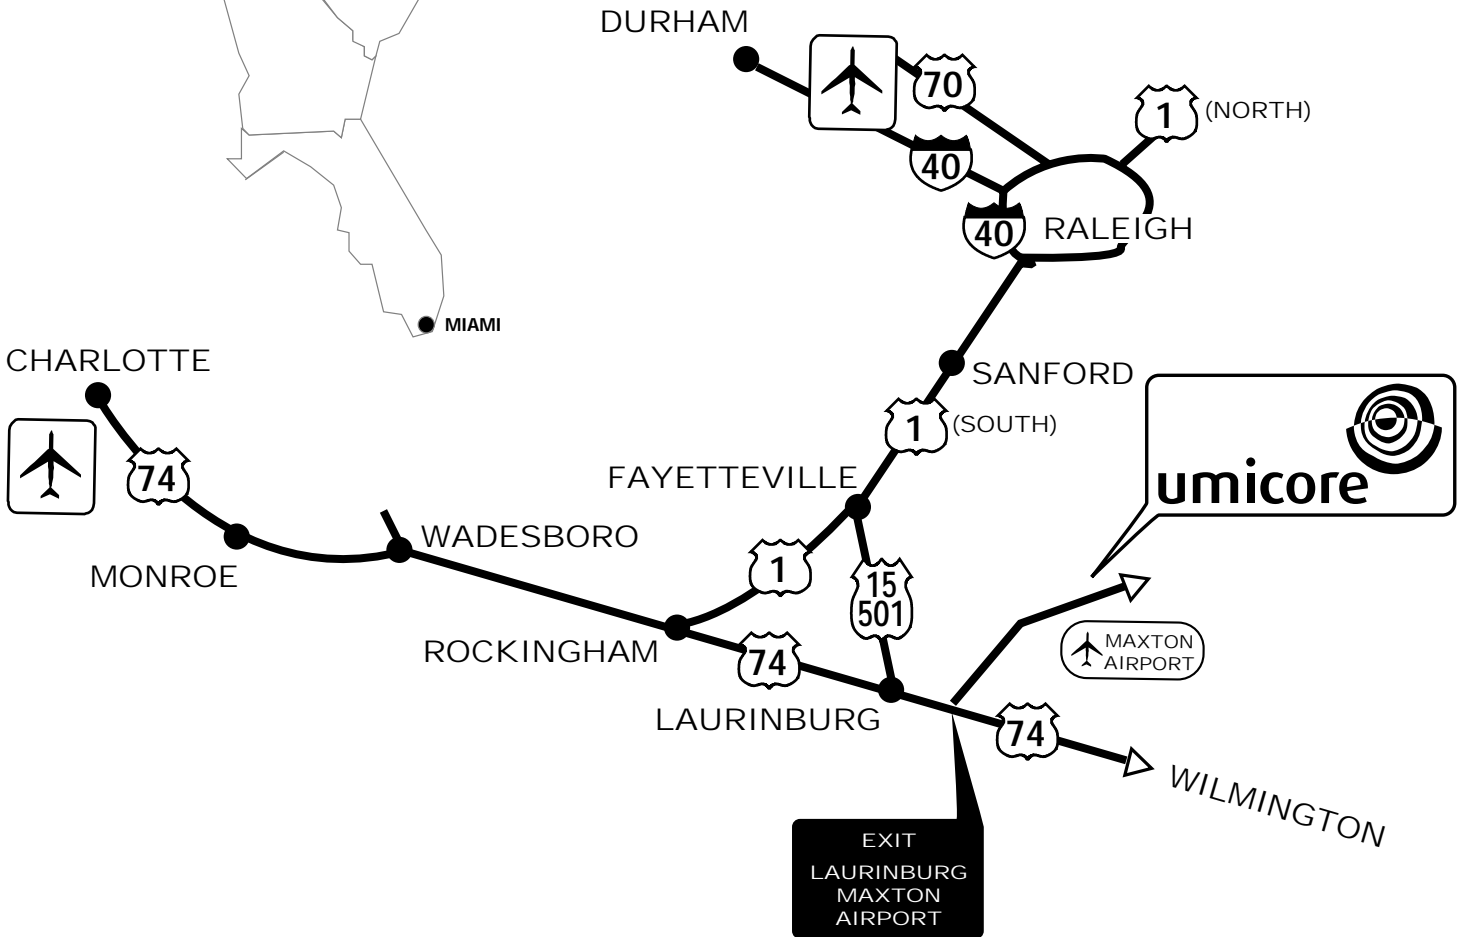 DURHAM
70
1
(NORTH)
40
40
RALEIGH
MIAMI
CHARLOTTE
SANFORD
1
(SOUTH)
umicore
74
FAYETTEVILLE
WADESBORO
MONROE
1
15
501
ROCKINGHAM
74
MAXTON
AIRPORT
LAURINBURG
74
WILMINGTON
EXIT
LAURINBURG
MAXTON
AIRPORT